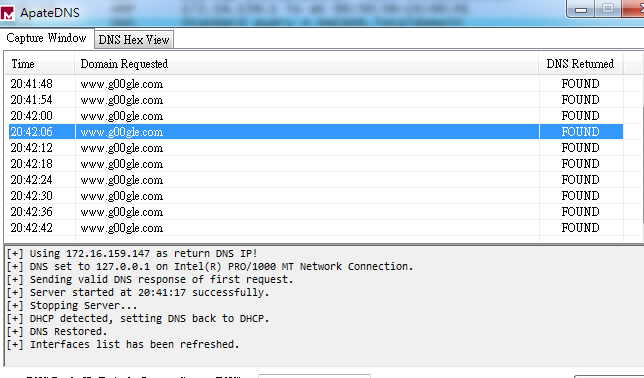 ApateDNS
Capture Window DNS Hex View
Time Domain Requested DNS Returned
20:41:48 www.g00gle.com FOUND
20:41:54 www.g00gle.com FOUND
20:42:00 www.g00gle.com FOUND
20:42:06 www.g00gle.com FOUND
20:42:12 www.g00gle.com FOUND
20:42:18 www.g00gle.com FOUND
20:42:24 www.g00gle.com FOUND
20:42:30 www.g00gle.com FOUND
20:42:36 www.g00gle.com FOUND
20:42:42 www.g00gle.com FOUND
[+] Using 172.16.159.147 as return DNS IP!
[+] DNS set to 127.0.0.1 on Intel(R) PRO/1000 MT Network Connection.
[+] Sending valid DNS response of first request.
[+] Server started at 20:41:17 successfully.
[+] Stopping Server...
[+] DHCP detected, setting DNS back to DHCP.
[+] DNS Restored.
[+] Interfaces list has been refreshed.